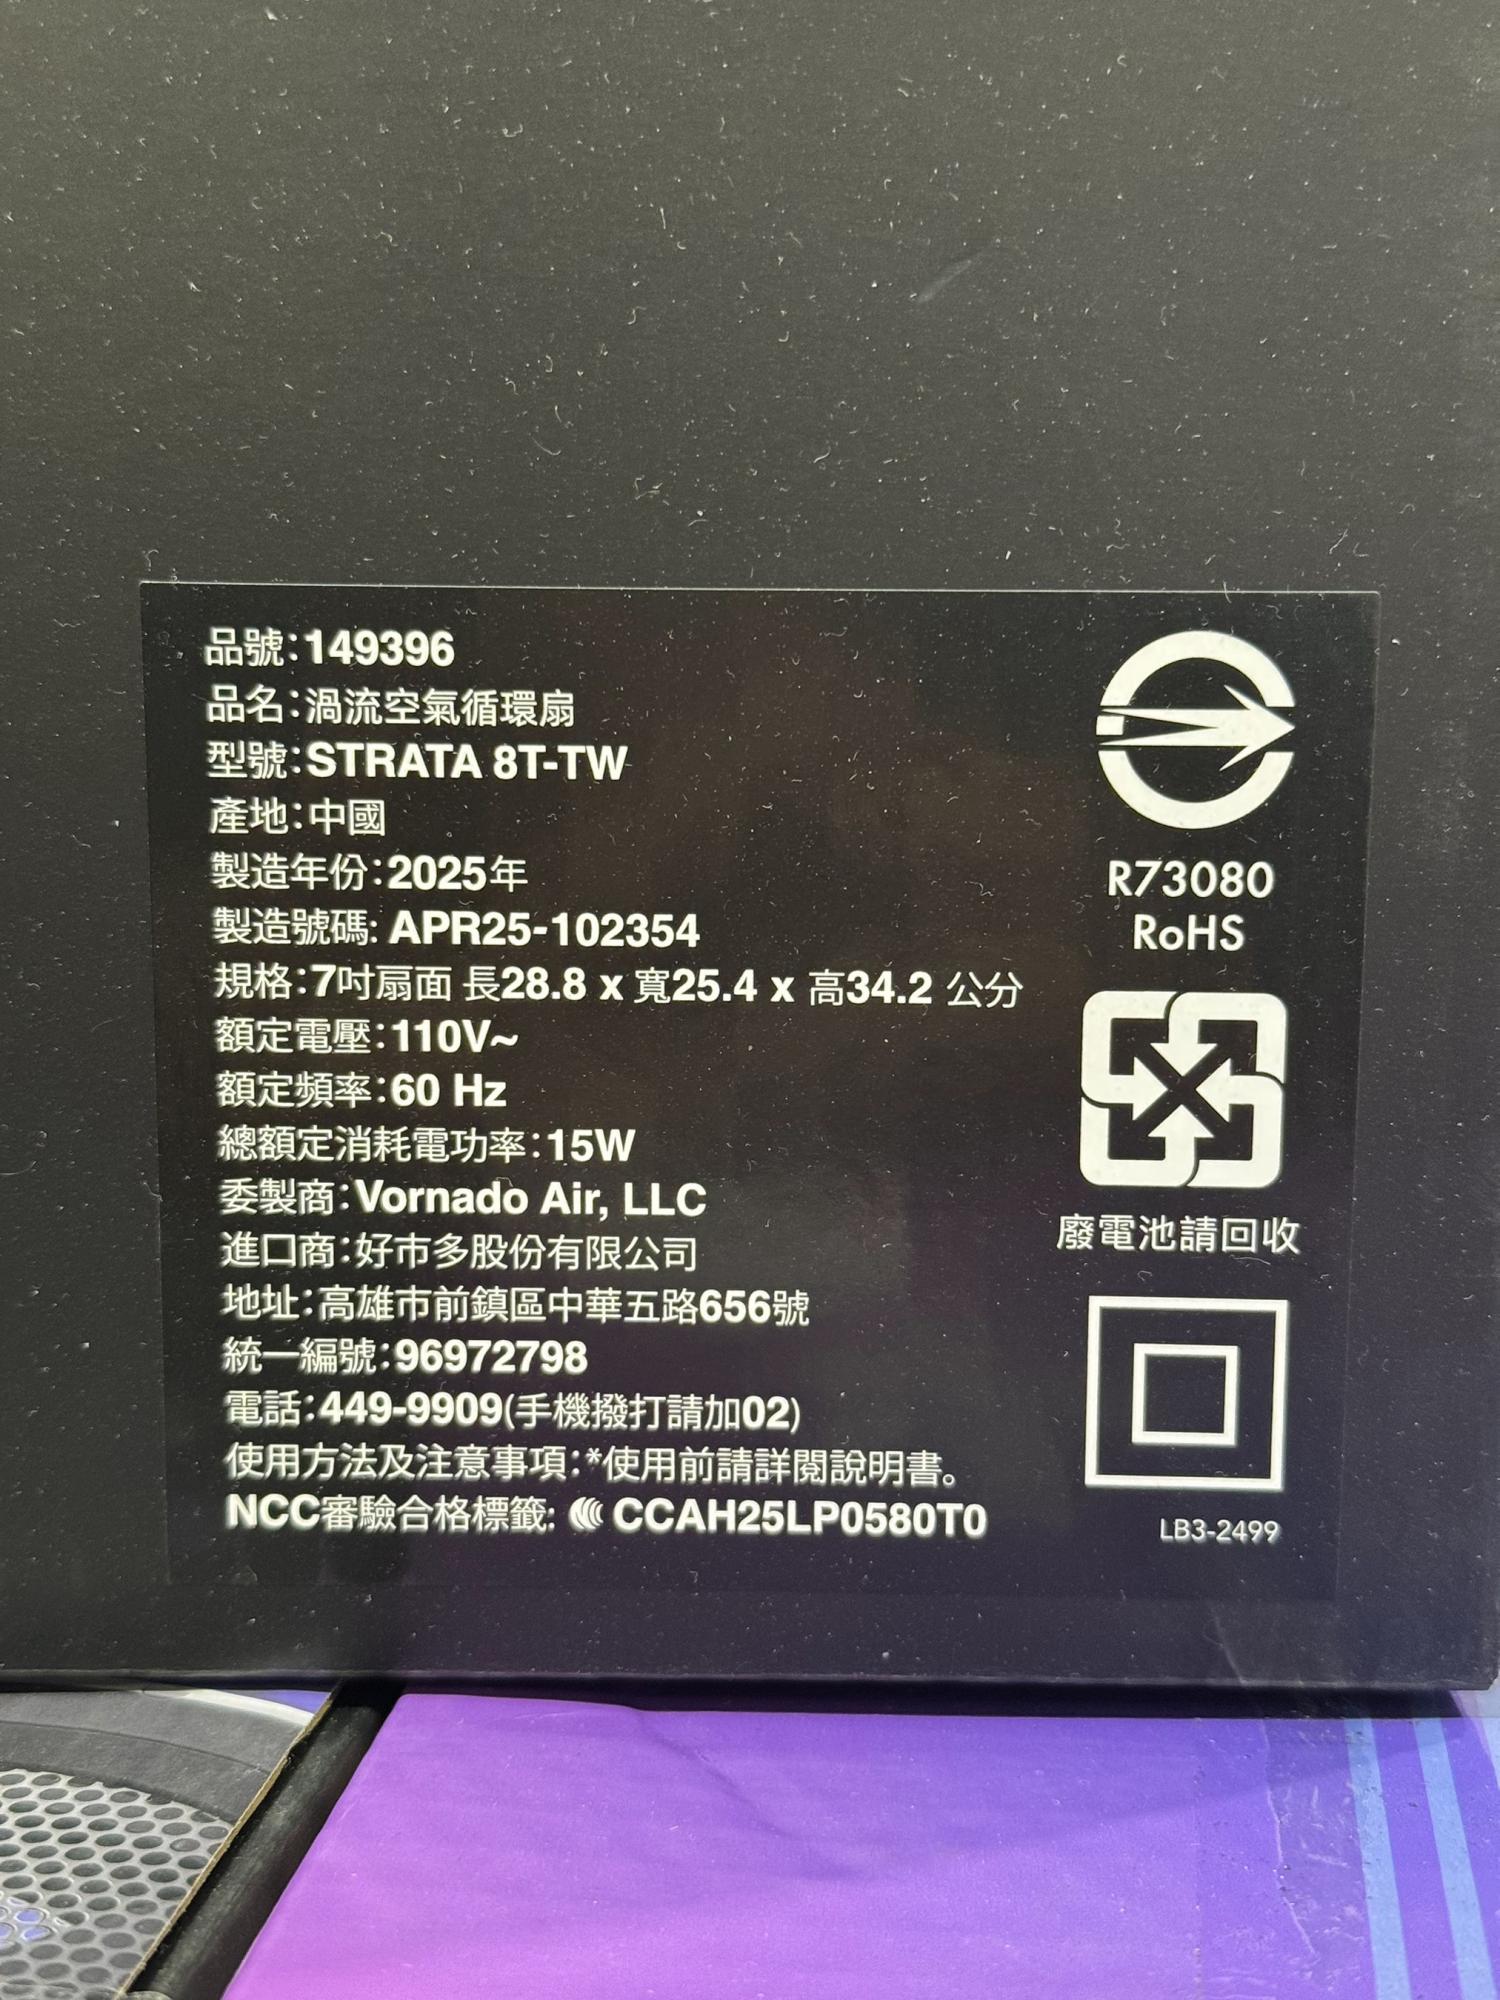 品號：149396
品名：渦流空氣循環扇
型號：STRATA 8T-TW
產地：中國
製造年份：2025年
製造號碼: APR25-102354
規格：7吋扇面 長28.8 x 寬25.4 x 高34.2 公分
額定電壓：110V~
額定頻率：60 Hz
總額定消耗電功率：15W
委製商：Vornado Air, LLC
進口商：好市多股份有限公司
地址：高雄市前鎮區中華五路656號
統一編號：96972798
電話：449-9909(手機撥打請加02)
使用方法及注意事項：*使用前請詳閱說明書。
NCC審驗合格標籤: CCAH25LP0580T0
R73080
RoHS
廢電池請回收
LB3-2499